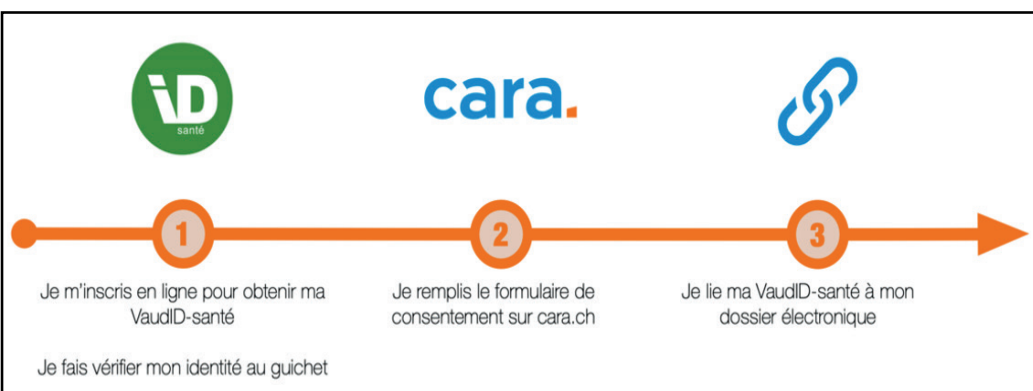 iD
santé
cara.
1
2
3
Je m'inscris en ligne pour obtenir ma
VaudID-santé
Je fais vérifier mon identité au guichet
Je remplis le formulaire de
consentement sur cara.ch
Je lie ma VaudID-santé à mon
dossier électronique